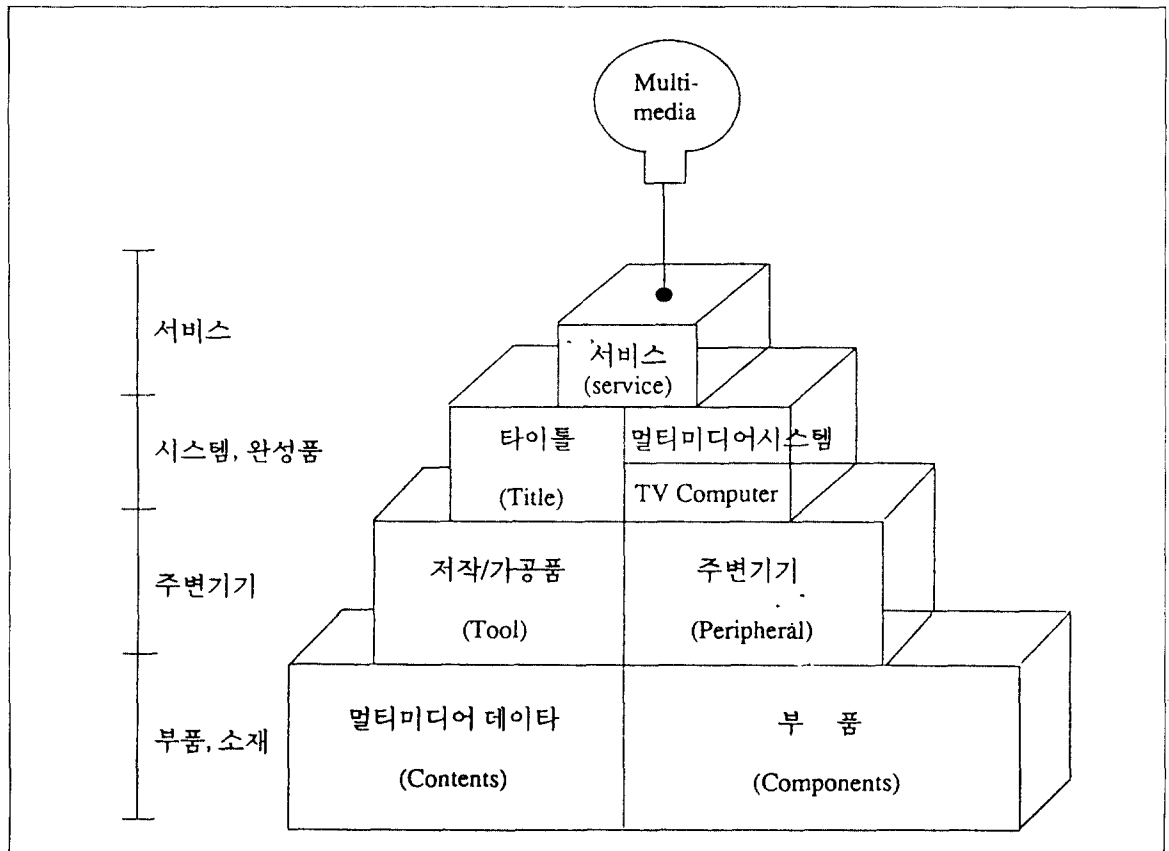 Multi-
media
서비스
서비스
(service)
시스템, 완성품
타이틀
멀티미디어시스템
(Title)
TV Computer
주변기기
저작/가공품
주변기기
(Tool)
(Peripheral)
부품, 소재
멀티미디어 데이타
부 품
(Contents)
(Components)